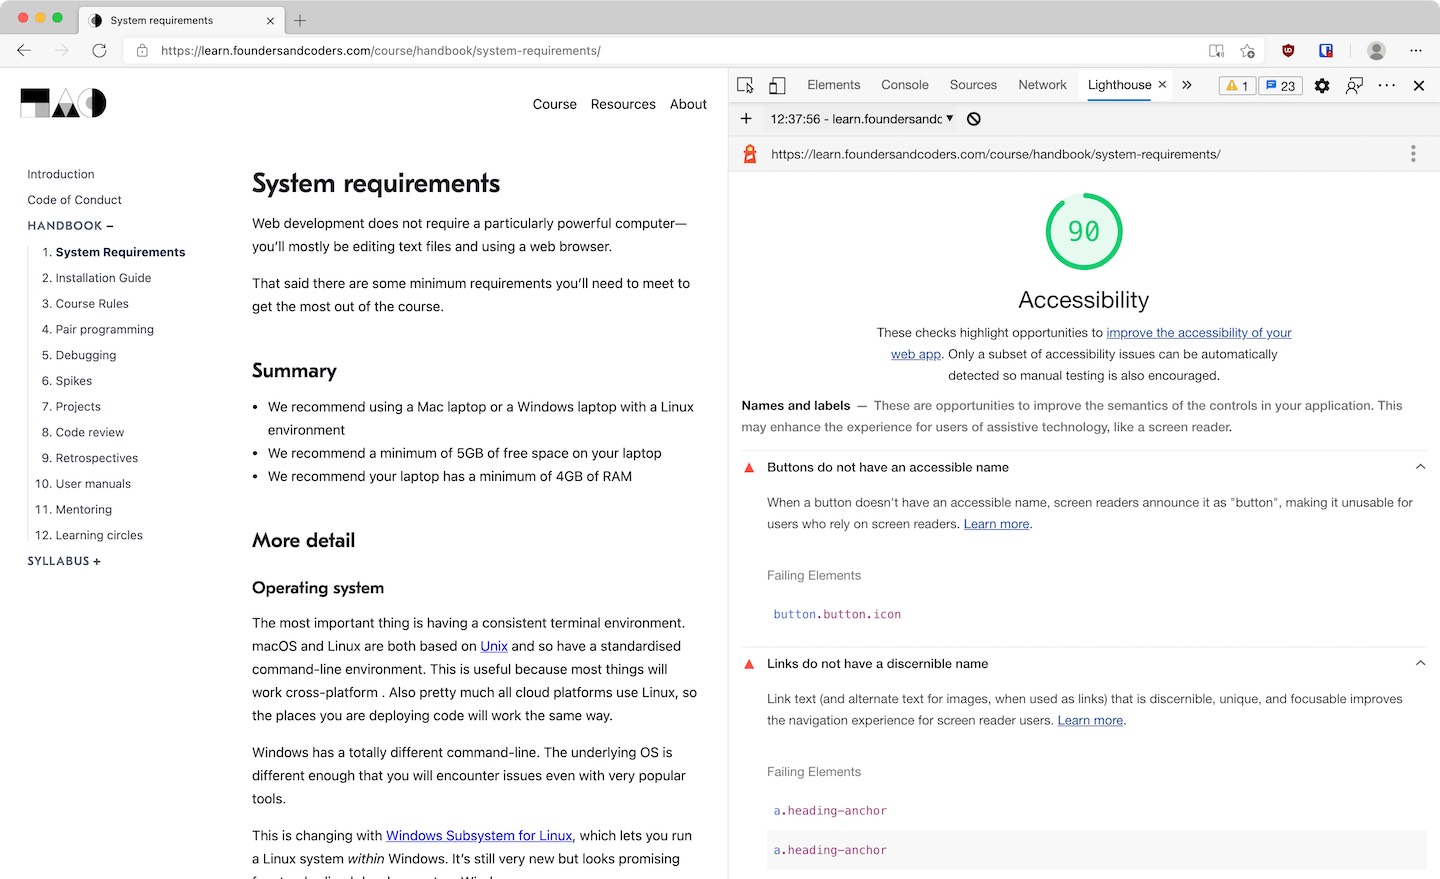 System requirements
https://learn.foundersandcoders.com/course/handbook/system-requirements/
Course Resources About
Introduction
Code of Conduct
HANDBOOK –
1. System Requirements
2. Installation Guide
3. Course Rules
4. Pair programming
5. Debugging
6. Spikes
7. Projects
8. Code review
9. Retrospectives
10. User manuals
11. Mentoring
12. Learning circles
SYLLABUS +
System requirements
Web development does not require a particularly powerful computer—
you’ll mostly be editing text files and using a web browser.
That said there are some minimum requirements you’ll need to meet to
get the most out of the course.
Summary
• We recommend using a Mac laptop or a Windows laptop with a Linux
environment
• We recommend a minimum of 5GB of free space on your laptop
• We recommend your laptop has a minimum of 4GB of RAM
More detail
Operating system
The most important thing is having a consistent terminal environment.
macOS and Linux are both based on Unix and so have a standardised
command-line environment. This is useful because most things will
work cross-platform . Also pretty much all cloud platforms use Linux, so
the places you are deploying code will work the same way.
Windows has a totally different command-line. The underlying OS is
different enough that you will encounter issues even with very popular
tools.
This is changing with Windows Subsystem for Linux, which lets you run
a Linux system within Windows. It’s still very new but looks promising
Elements Console Sources Network Lighthouse 1 23
12:37:56 - learn.foundersandc
https://learn.foundersandcoders.com/course/handbook/system-requirements/
90
Accessibility
These checks highlight opportunities to improve the accessibility of your
web app. Only a subset of accessibility issues can be automatically
detected so manual testing is also encouraged.
Names and labels — These are opportunities to improve the semantics of the controls in your application. This
may enhance the experience for users of assistive technology, like a screen reader.
Buttons do not have an accessible name
When a button doesn't have an accessible name, screen readers announce it as "button", making it unusable for
users who rely on screen readers. Learn more.
Failing Elements
button.button.icon
Links do not have a discernible name
Link text (and alternate text for images, when used as links) that is discernible, unique, and focusable improves
the navigation experience for screen reader users. Learn more.
Failing Elements
a.heading-anchor
a.heading-anchor